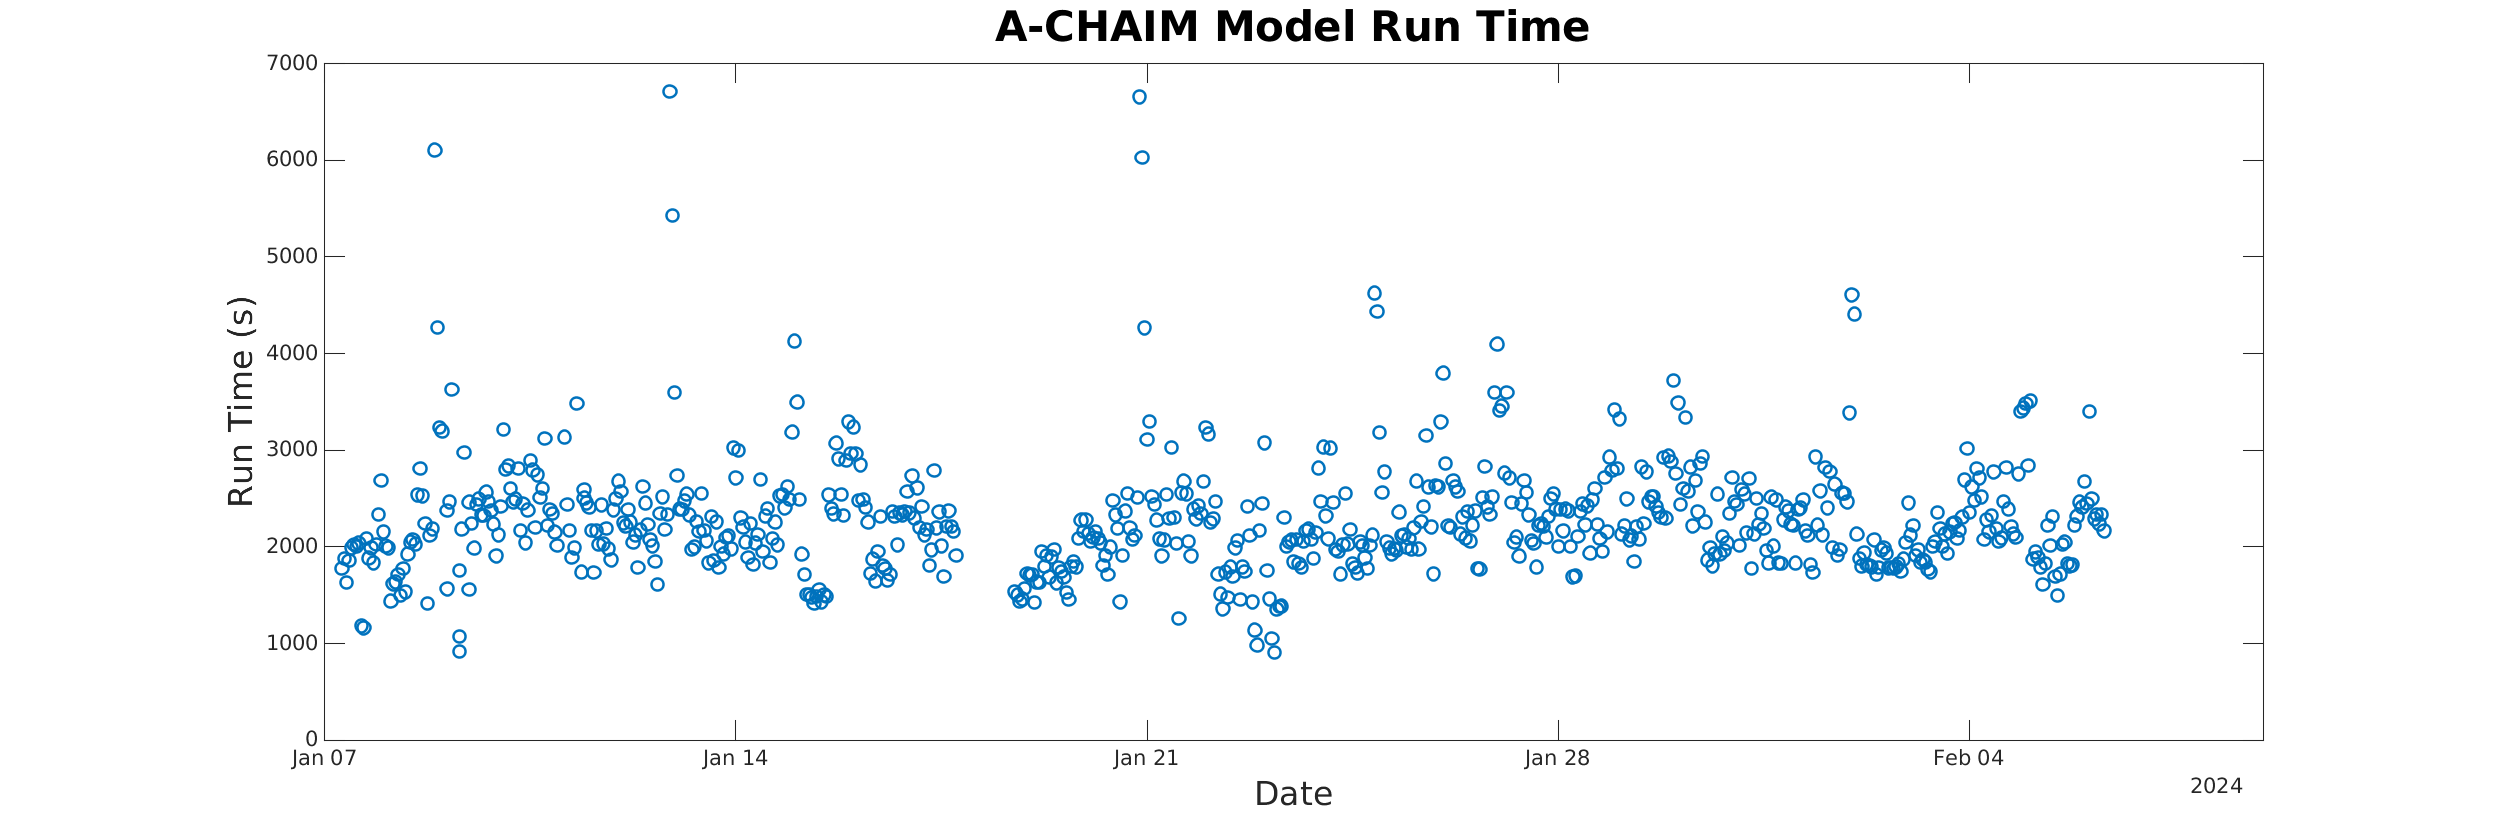 A-CHAIM Model Run Time
Run Time (s)
7000
6000
5000
4000
3000
2000
1000
0
Jan 07
Jan 14
Jan 21
Jan 28
Feb 04
Date
2024